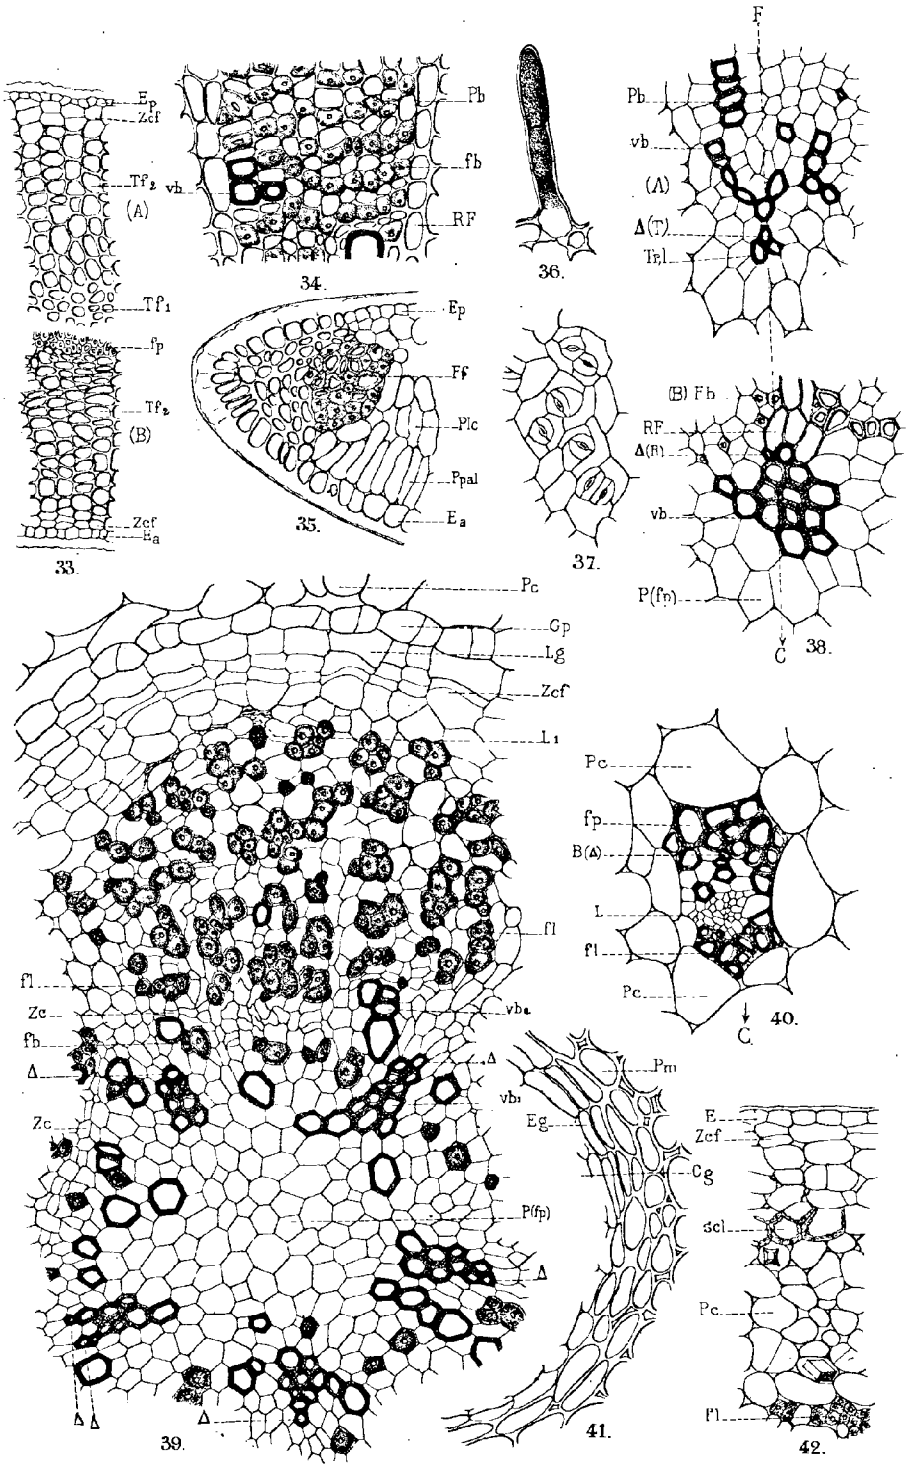 Ep
Zcf
Tf₂
(A)
Tf₁
fp
Tf₂
(B)
Zcf
Ea
33.
Pb
fb
vb
RF
34.
Ep
Ff
Plc
Ppal
Ea
35.
36.
37.
F
Pb
vb
(A)
Δ(T)
Trl
(B) Fb
RF
Δ(R)
vb
P(fp)
C
38.
Pc
Gp
Lg
Zcf
L₁
fl
fl
Zc
vb₂
fb
Δ
Δ
vb₁
Zc
P(fp)
Δ
Δ Δ
Δ
39.
Pc
fp
B(Δ)
L
fl
Pc
C
40.
Pm
Eg
Cg
41.
E
Zcf
scl
Pc
fl
42.